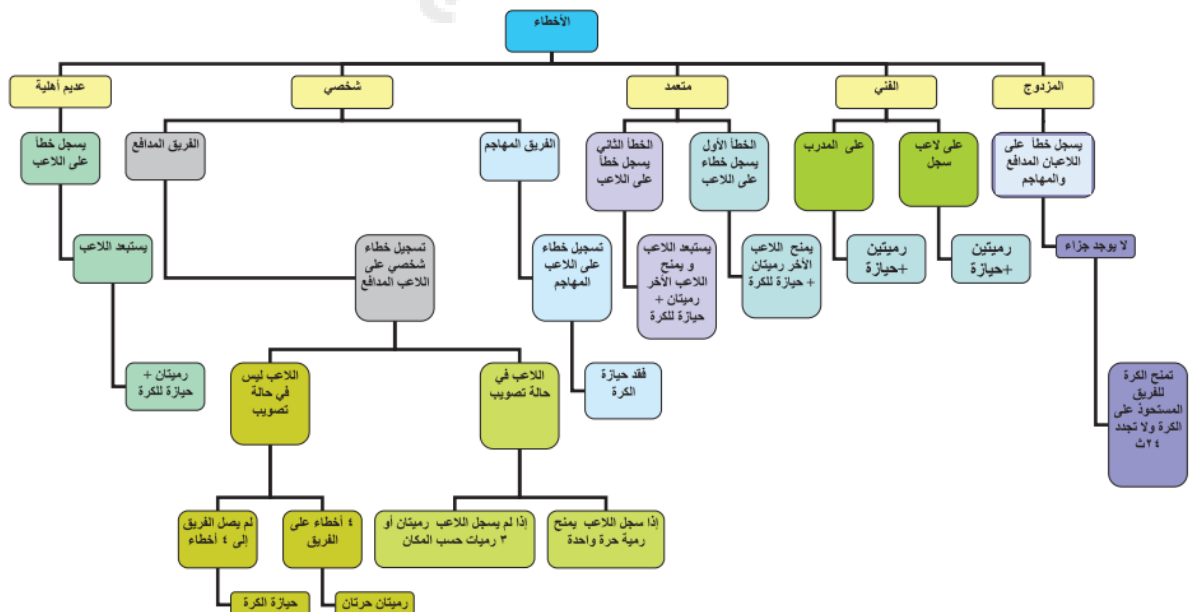 الأخطاء
المزدوج
الفني
متعمد
شخصي
عديم أهلية
يسجل خطأ على
اللاعبان المدافع
والمهاجم
على لاعب
سجل
على المدرب
الخطأ الأول
يسجل خطاء
على اللاعب
الخطأ الثاني
يسجل خطأ
على اللاعب
الفريق المهاجم
الفريق المدافع
يسجل خطأ
على اللاعب
لا يوجد جزاء
رميتين
+حيازة
رميتين
+حيازة
يمنح اللاعب
الأخر رميتان
+ حيازة للكرة
يستبعد اللاعب
و يمنح
اللاعب الأخر
رميتان +
حيازة للكرة
تسجيل خطاء
على اللاعب
المهاجم
تسجيل خطاء
شخصي على
اللاعب المدافع
يستبعد اللاعب
تمنح الكرة
للفريق
المستحوذ على
الكرة ولا تجدد
٢٤ث
فقد حيازة
الكرة
اللاعب في
حالة تصويب
اللاعب ليس
في حالة
تصويب
رميتان +
حيازة للكرة
إذا سجل اللاعب يمنح
رمية حرة واحدة
إذا لم يسجل اللاعب رميتان أو
٣ رميات حسب المكان
٤ أخطاء على
الفريق
لم يصل الفريق
إلى ٤ أخطاء
رميتان حرتان
حيازة الكرة